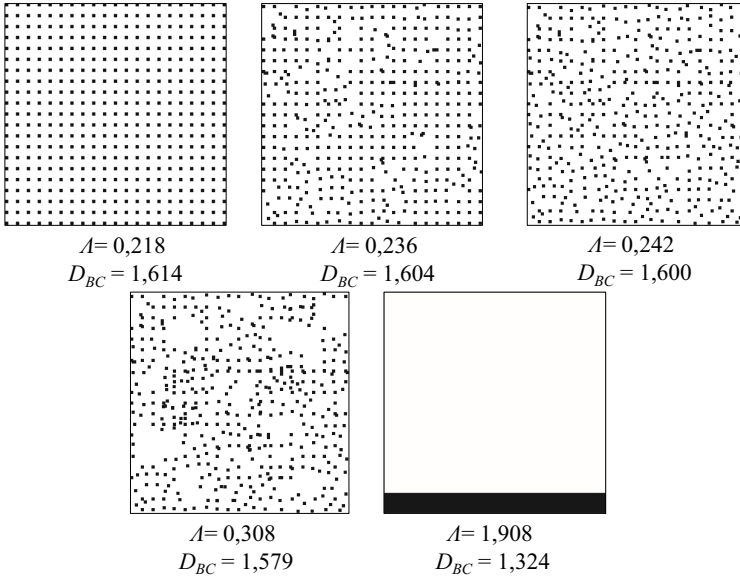 Λ= 0,218
D_BC = 1,614
Λ= 0,236
D_BC = 1,604
Λ= 0,242
D_BC = 1,600
Λ= 0,308
D_BC = 1,579
Λ= 1,908
D_BC = 1,324